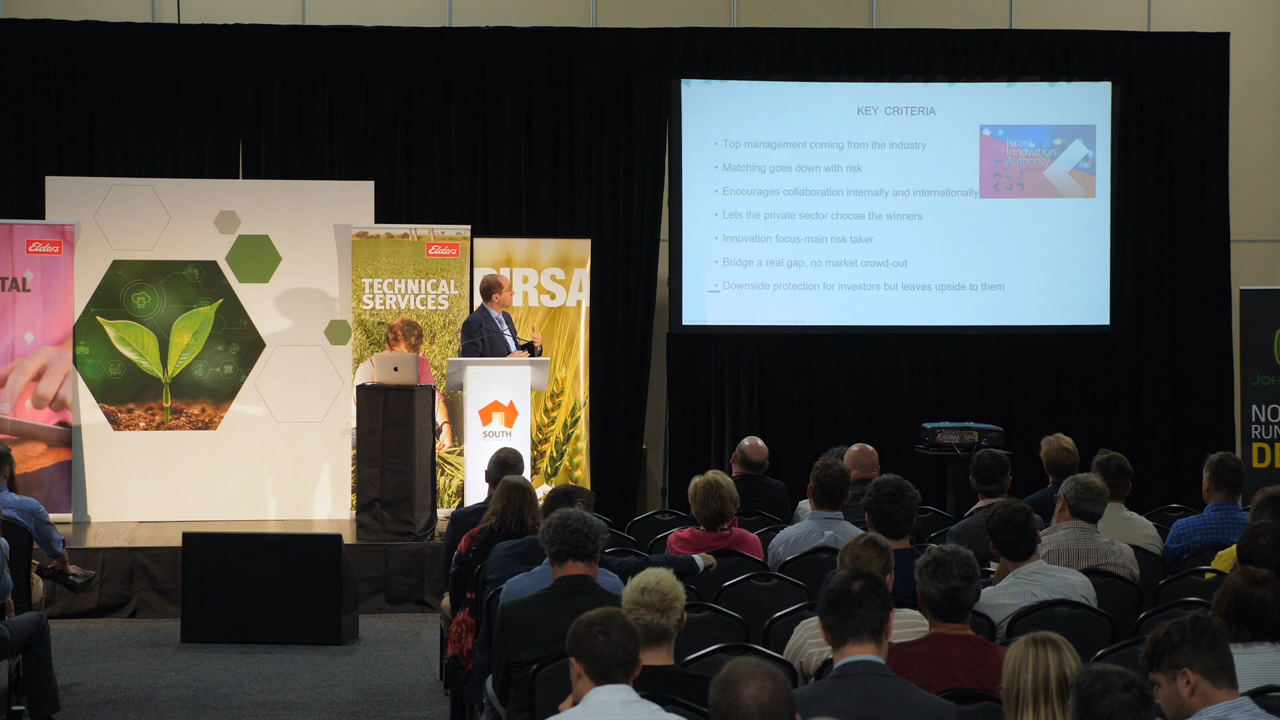 Elders
TAL
Elders
TECHNICAL
SERVICES
PIRSA
SOUTH
KEY CRITERIA
• Top management coming from the industry
• Matching goes down with risk
• Encourages collaboration internally and internationally
• Lets the private sector choose the winners
• Innovation focus-main risk taker
• Bridge a real gap, no market crowd-out
• Downside protection for investors but leaves upside to them
Israel
Innovation
Authority
JOH
NO
RUN
DE